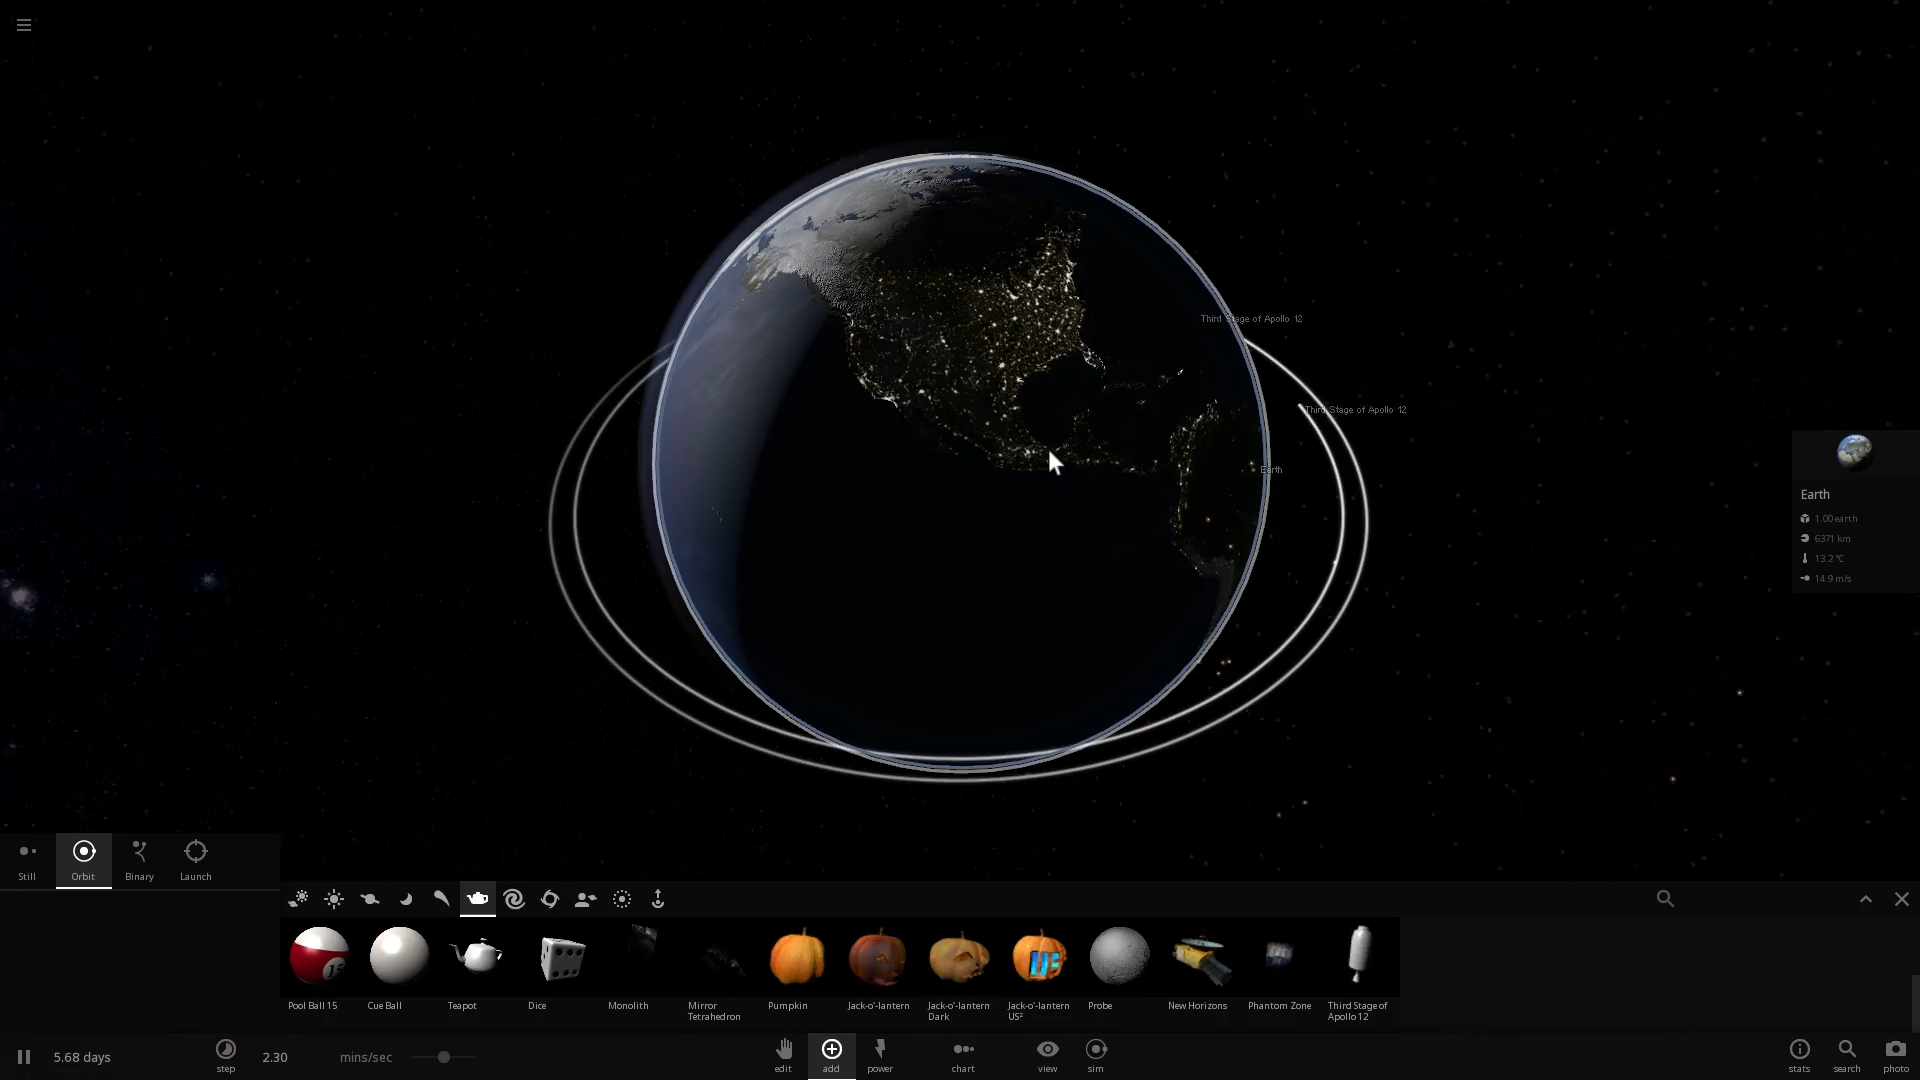 Third Stage of Apollo 12
Third Stage of Apollo 12
Earth
Earth
1.00 earth
6371 km
13.2 °C
14.9 m/s
Still
Orbit
Binary
Launch
Pool Ball 15
Cue Ball
Teapot
Dice
Monolith
Mirror
Tetrahedron
Pumpkin
Jack-o'-lantern
Jack-o'-lantern
Dark
Jack-o'-lantern
US²
Probe
New Horizons
Phantom Zone
Third Stage of
Apollo 12
5.68 days
step
2.30
mins/sec
edit
add
power
chart
view
sim
stats
search
photo